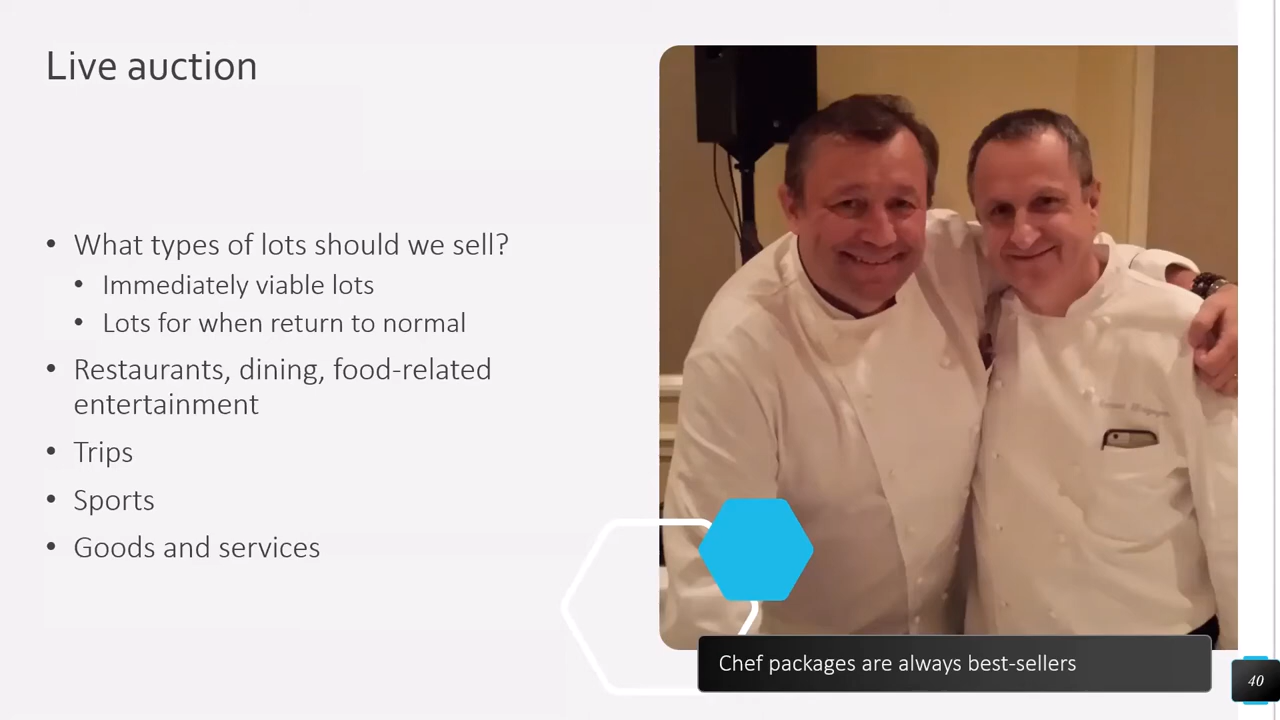 Live auction
• What types of lots should we sell?
• Immediately viable lots
• Lots for when return to normal
• Restaurants, dining, food-related
entertainment
• Trips
• Sports
• Goods and services
Chef packages are always best-sellers
40